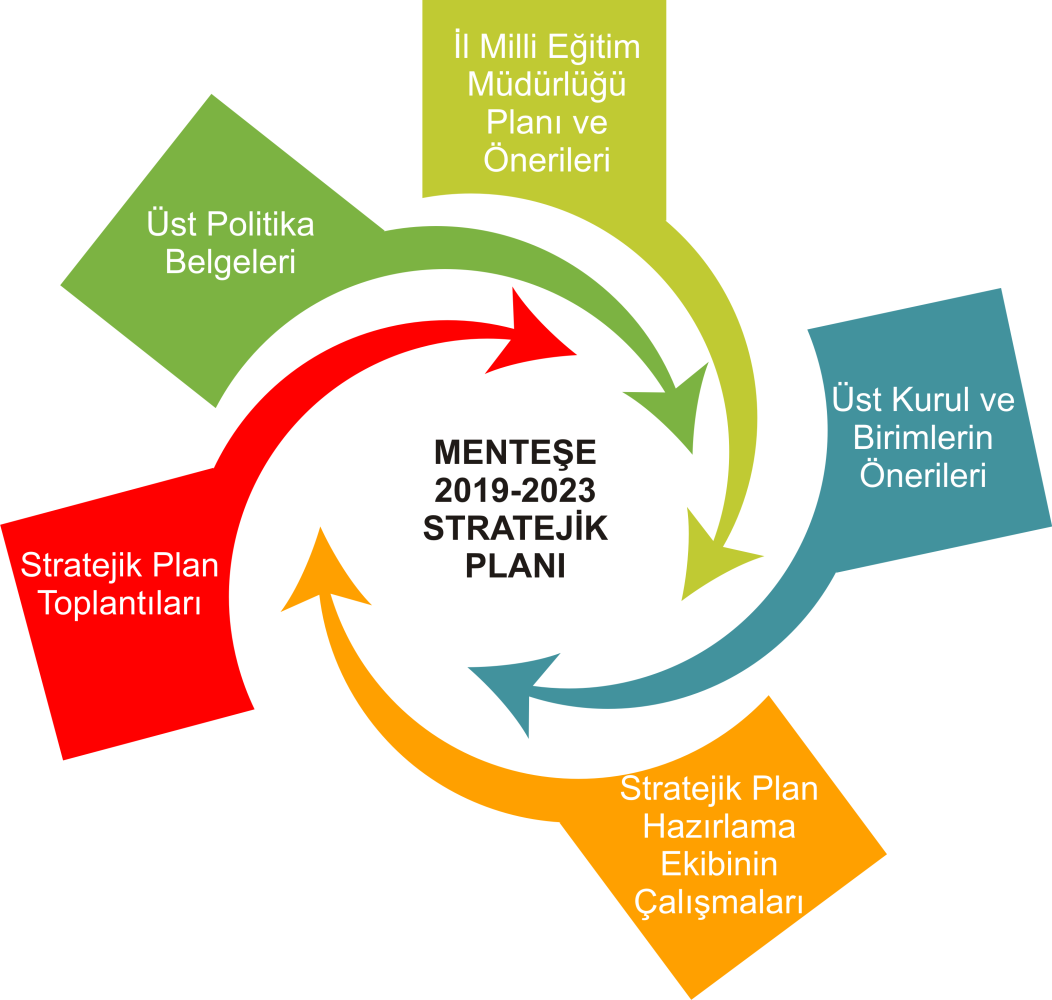 İl Milli Eğitim
Müdürlüğü
Planı ve
Önerileri
Üst Politika
Belgeleri
Üst Kurul ve
Birimlerin
Önerileri
MENTEŞE
2019-2023
STRATEJİK
PLANI
Stratejik Plan
Toplantıları
Stratejik Plan
Hazırlama
Ekibinin
Çalışmaları